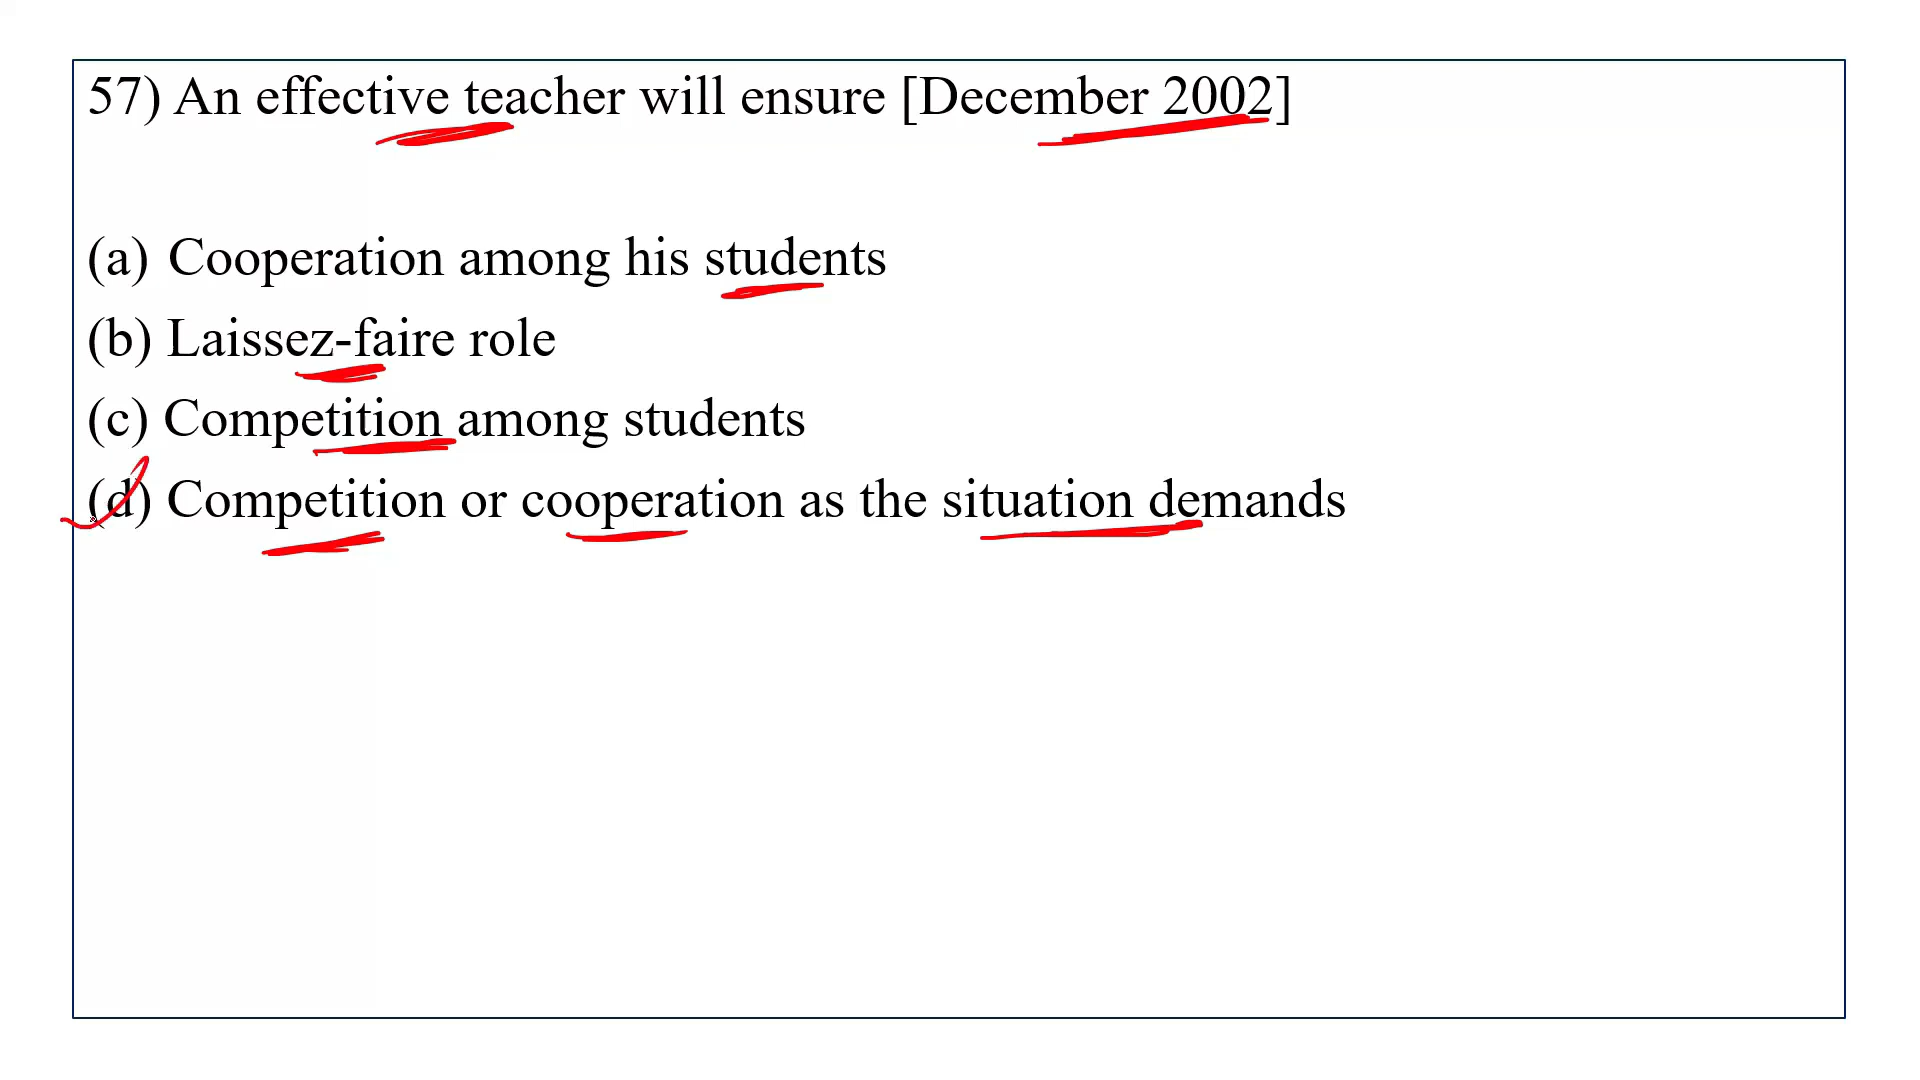 57) An effective teacher will ensure [December 2002]
(a) Cooperation among his students
(b) Laissez-faire role
(c) Competition among students
(d) Competition or cooperation as the situation demands